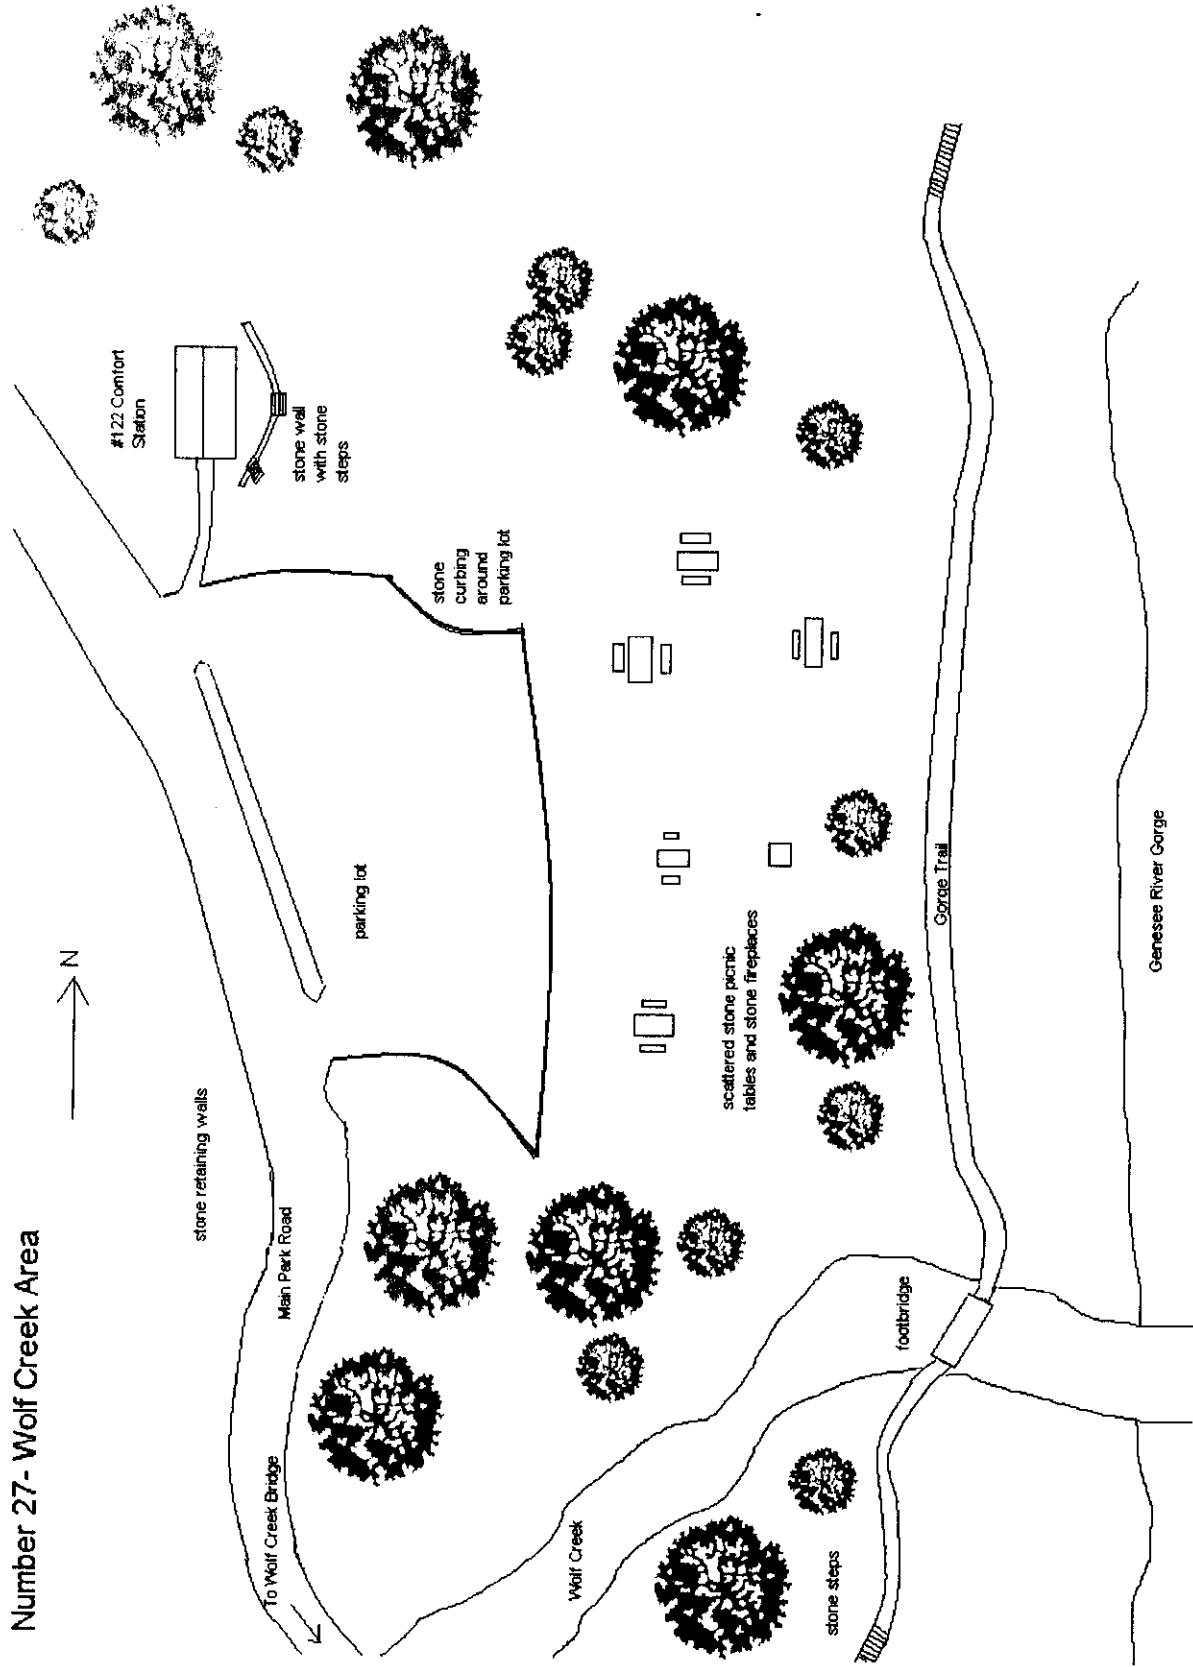 Number 27- Wolf Creek Area
N
#122 Comfort
Station
stone wall
with stone
steps
stone
curbing
around
parking lot
stone retaining walls
Main Park Road
To Wolf Creek Bridge
parking lot
scattered stone picnic
tables and stone fireplaces
Wolf Creek
footbridge
stone steps
Gorge Trail
Genesee River Gorge